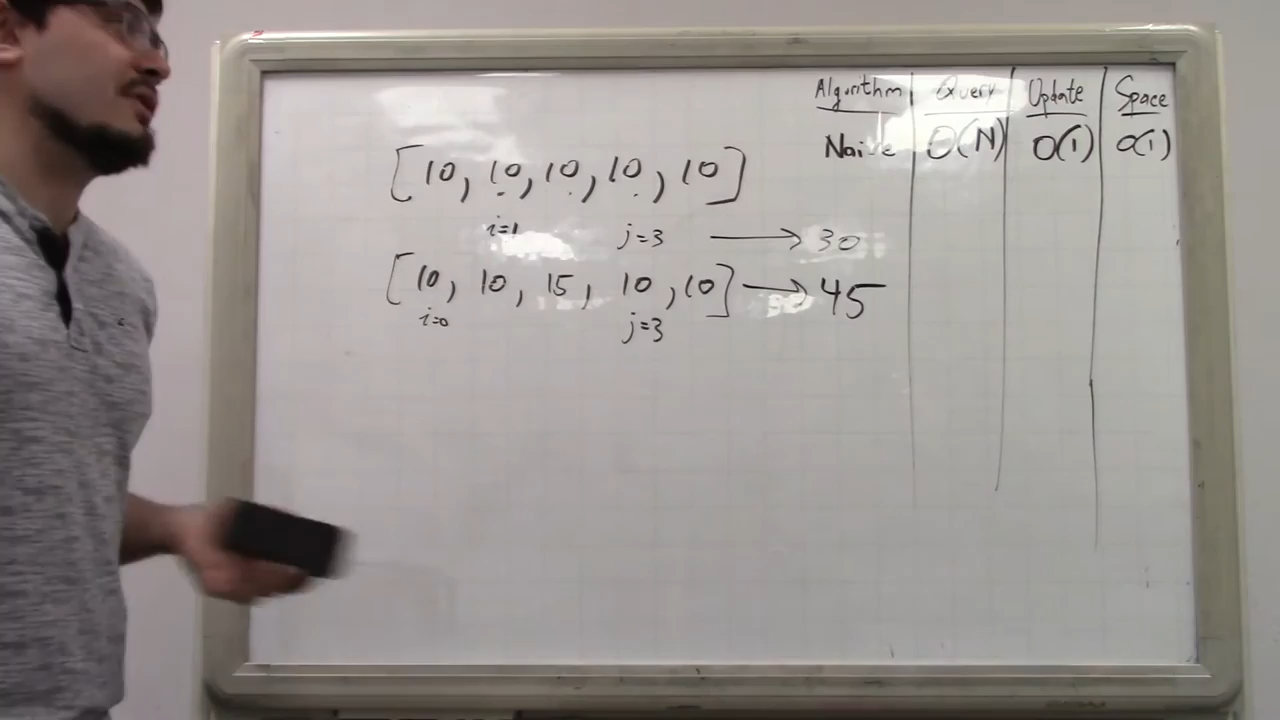 Algorithm Query Update Space
Naive O(N) O(1) O(1)
[10, 10, 10, 10, 10]
i=1 j=3 → 30
[10, 10, 15, 10, 10] → 45
i=0 j=3